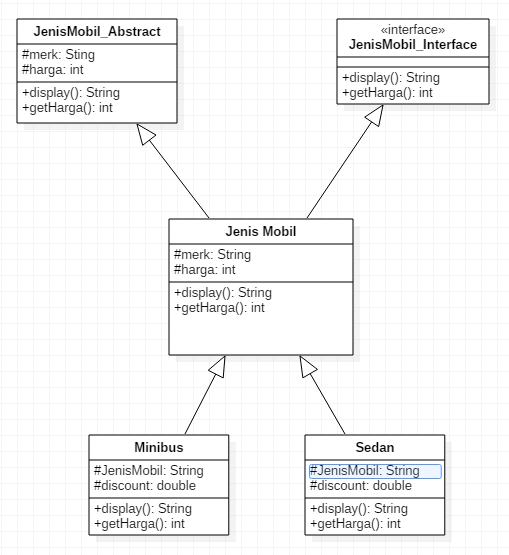 JenisMobil_Abstract
#merk: Sting
#harga: int
+display(): String
+getHarga(): int
«interface»
JenisMobil_Interface
+display(): String
+getHarga(): int
Jenis Mobil
#merk: String
#harga: int
+display(): String
+getHarga(): int
Minibus
#JenisMobil: String
#discount: double
+display(): String
+getHarga(): int
Sedan
#JenisMobil: String
#discount: double
+display(): String
+getHarga(): int